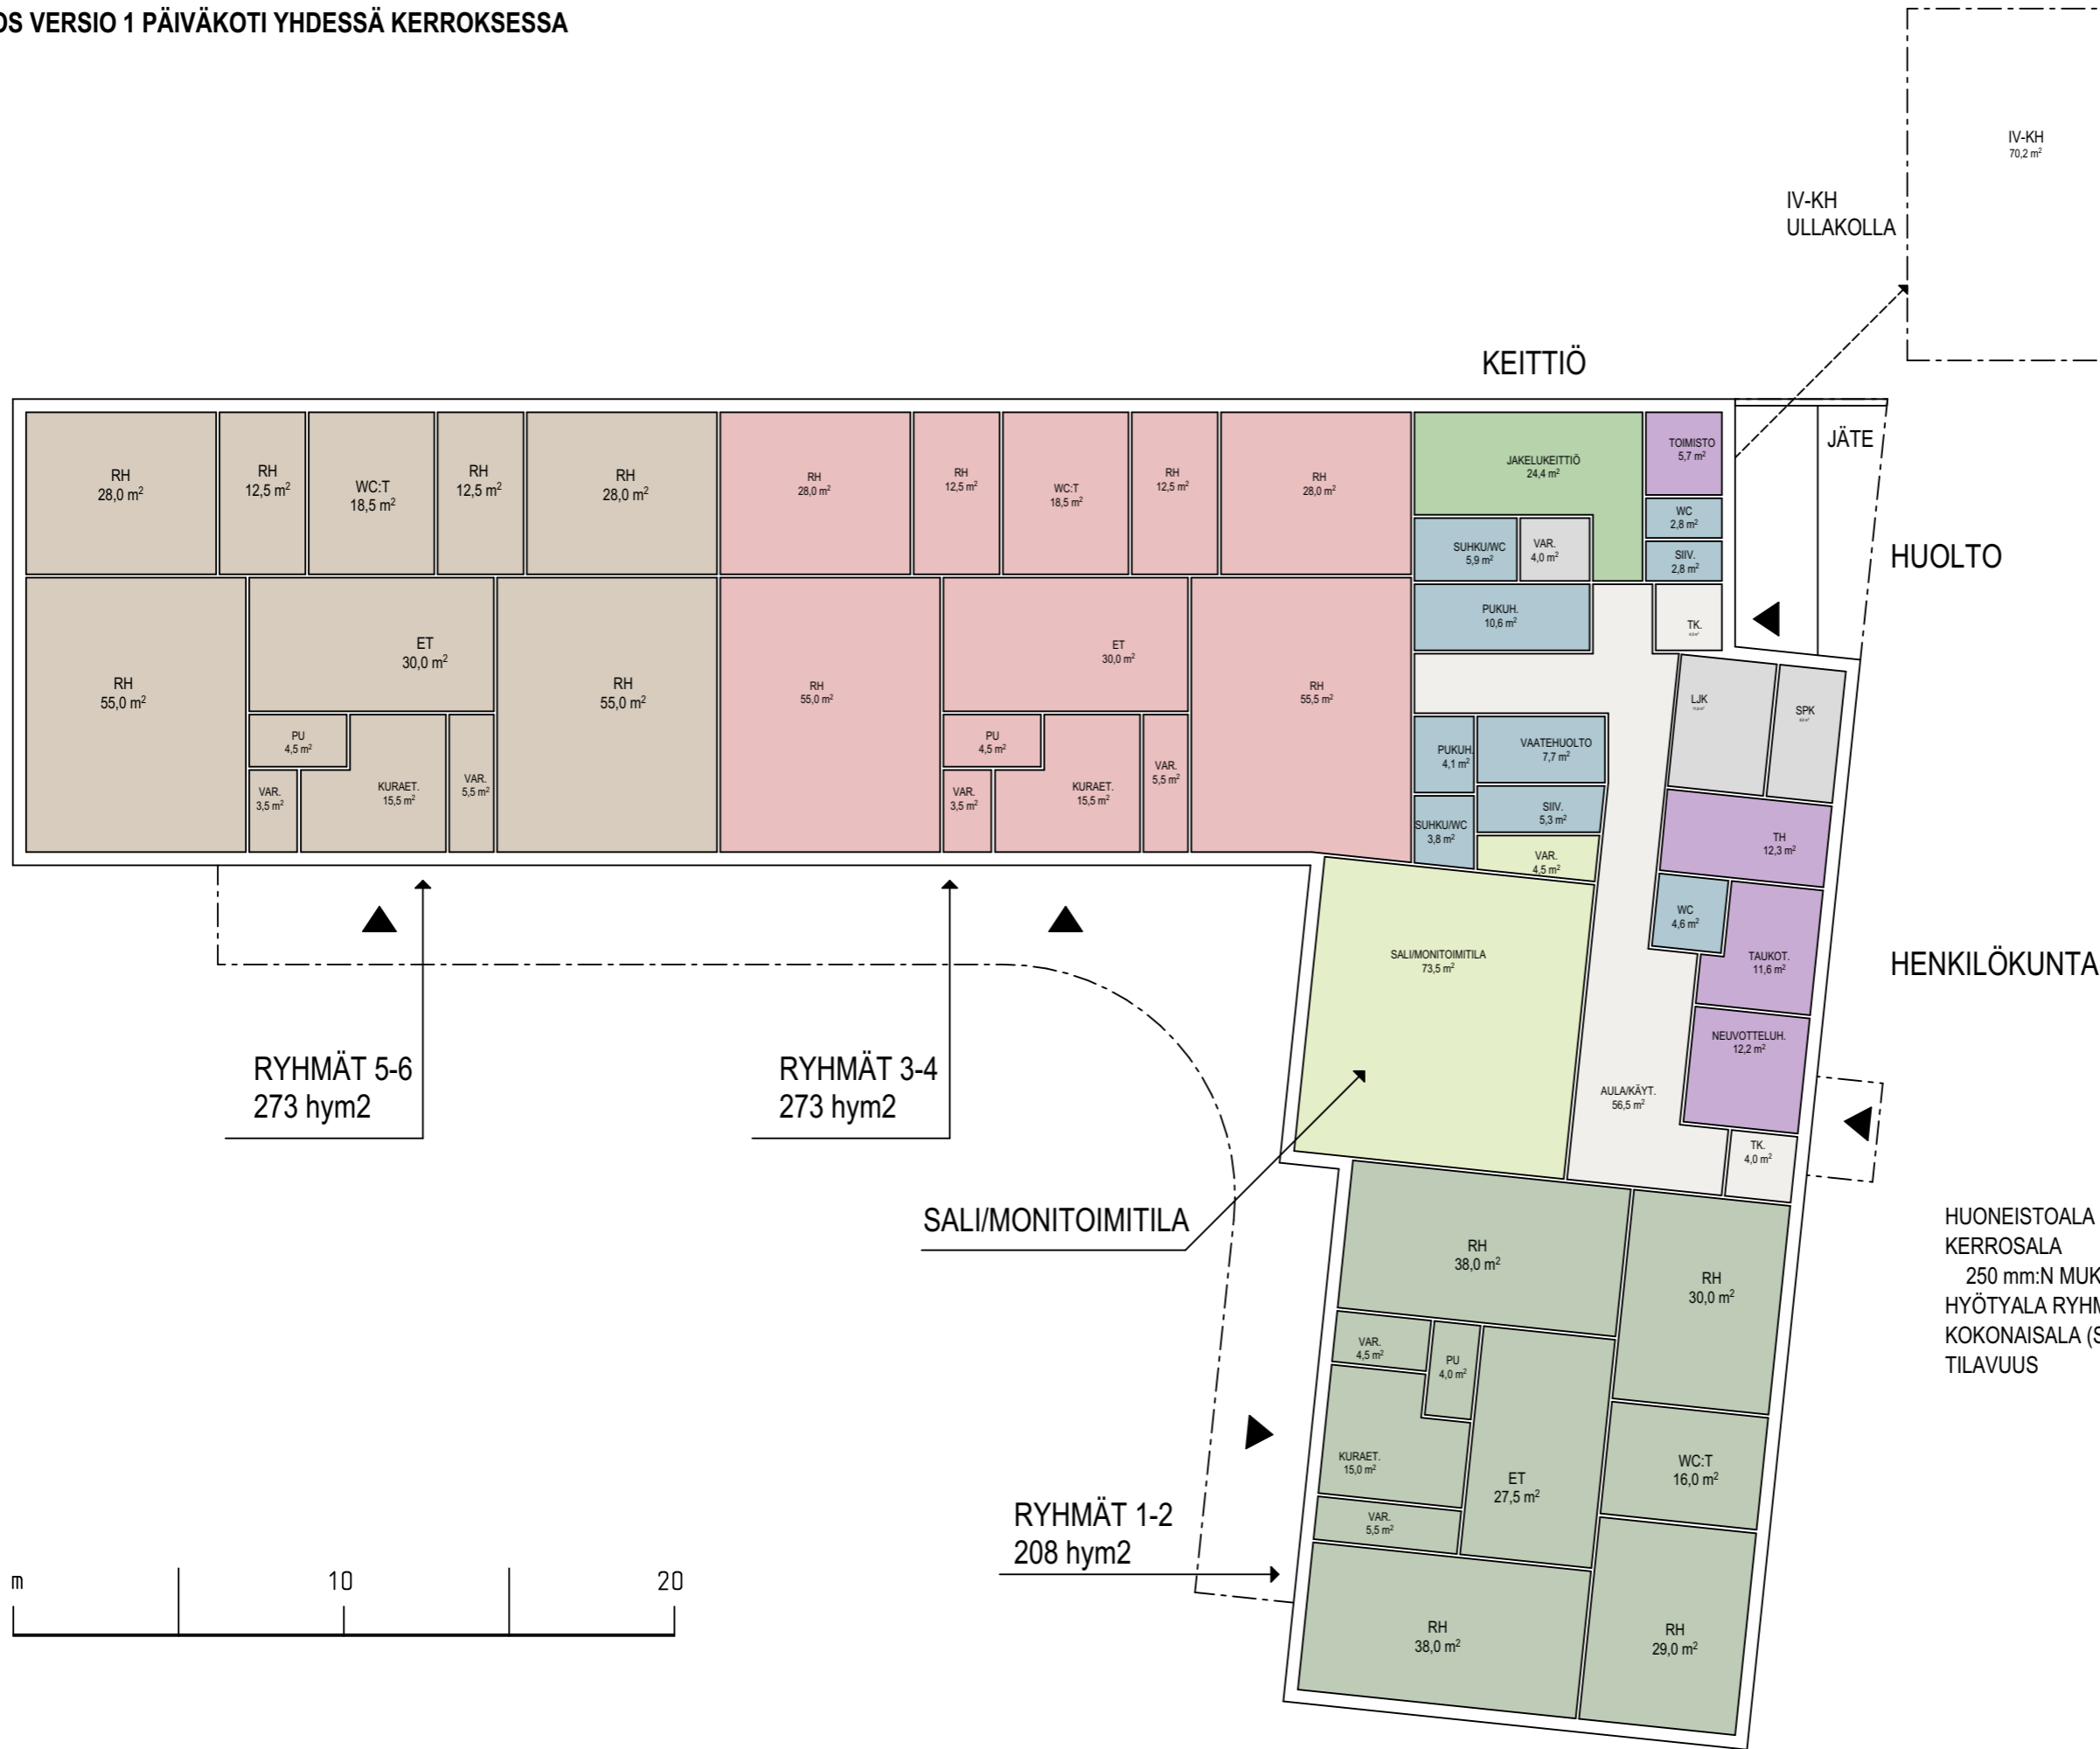 OS VERSIO 1 PÄIVÄKOTI YHDESSÄ KERROKSESSA
IV-KH
70,2 m²
IV-KH
ULLAKOLLA
KEITTIÖ
JÄTE
HUOLTO
RH
28,0 m²
RH
12,5 m²
WC:T
18,5 m²
RH
12,5 m²
RH
28,0 m²
RH
28,0 m²
RH
12,5 m²
WC:T
18,5 m²
RH
12,5 m²
RH
28,0 m²
JAKELUKEITTIÖ
24,4 m²
TOIMISTO
5,7 m²
WC
2,8 m²
SIIV.
2,8 m²
SUHKU/WC
5,9 m²
VAR.
4,0 m²
PUKUH.
10,6 m²
TK.
RH
55,0 m²
ET
30,0 m²
RH
55,0 m²
PU
4,5 m²
VAR.
3,5 m²
KURAET.
15,5 m²
VAR.
5,5 m²
RH
55,0 m²
ET
30,0 m²
RH
55,5 m²
PU
4,5 m²
VAR.
3,5 m²
KURAET.
15,5 m²
VAR.
5,5 m²
LJK
SPK
PUKUH.
4,1 m²
VAATEHUOLTO
7,7 m²
SUHKU/WC
3,8 m²
SIIV.
5,3 m²
VAR.
4,5 m²
TH
12,3 m²
WC
4,6 m²
TAUKOT.
11,6 m²
NEUVOTTELUH.
12,2 m²
HENKILÖKUNTA
SALI/MONITOIMITILA
73,5 m²
AULA/KÄYT.
56,5 m²
TK.
4,0 m²
RYHMÄT 5-6
273 hym2
RYHMÄT 3-4
273 hym2
SALI/MONITOIMITILA
HUONEISTOALA
KERROSALA
250 mm:N MUK
HYÖTYALA RYHM
KOKONAISALA (S
TILAVUUS
RH
38,0 m²
RH
30,0 m²
VAR.
4,5 m²
PU
4,0 m²
KURAET.
15,0 m²
ET
27,5 m²
WC:T
16,0 m²
VAR.
5,5 m²
RH
38,0 m²
RH
29,0 m²
RYHMÄT 1-2
208 hym2
m 10 20